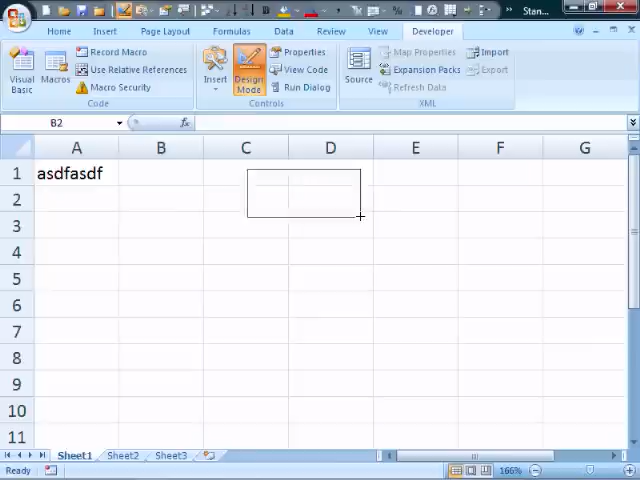 Stan...
Home Insert Page Layout Formulas Data Review View Developer
Visual Basic
Macros
Record Macro
Use Relative References
Macro Security
Code
Insert
Design Mode
Properties
View Code
Run Dialog
Controls
Source
Map Properties
Expansion Packs
Refresh Data
Import
Export
XML
B2 fx
A B C D E F G
1 asdfasdf
2
3
4
5
6
7
8
9
10
11
Sheet1 Sheet2 Sheet3
Ready 166%